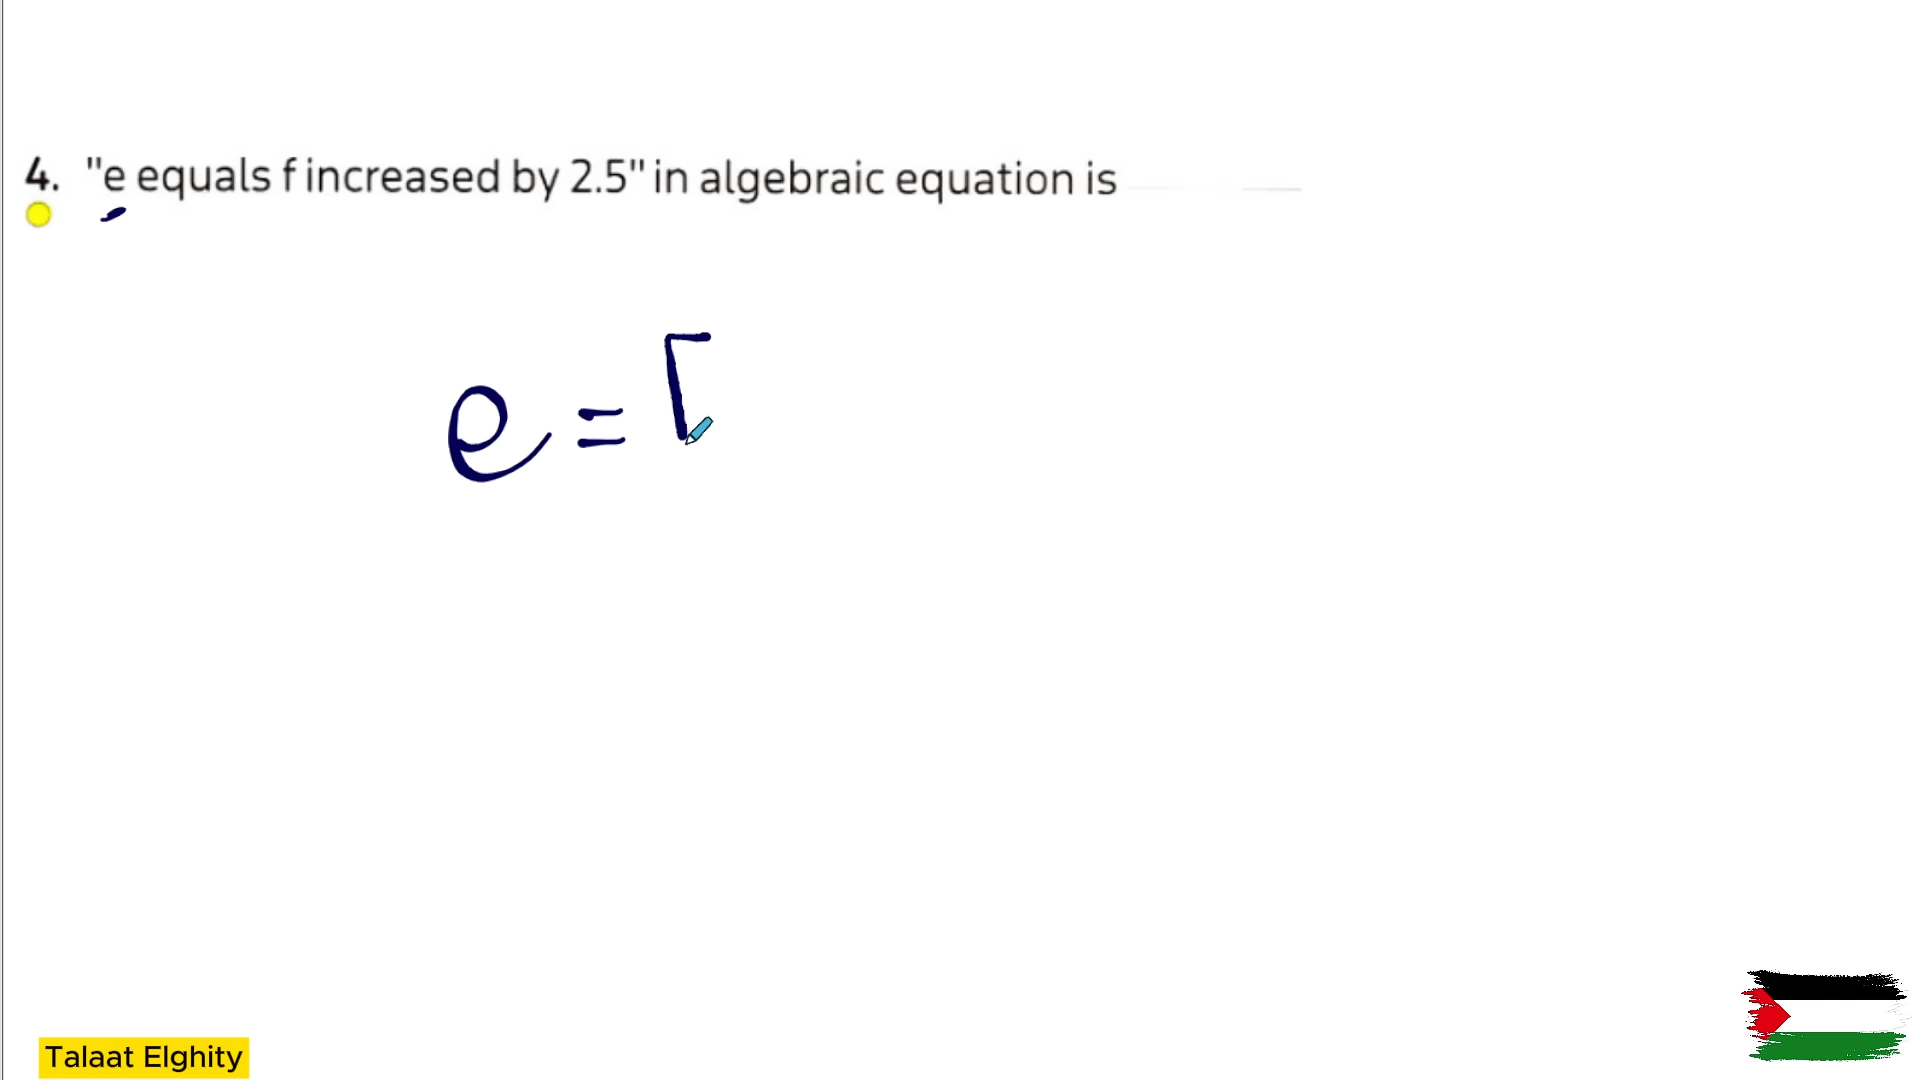 4. "e equals f increased by 2.5" in algebraic equation is
e =
Talaat Elghity